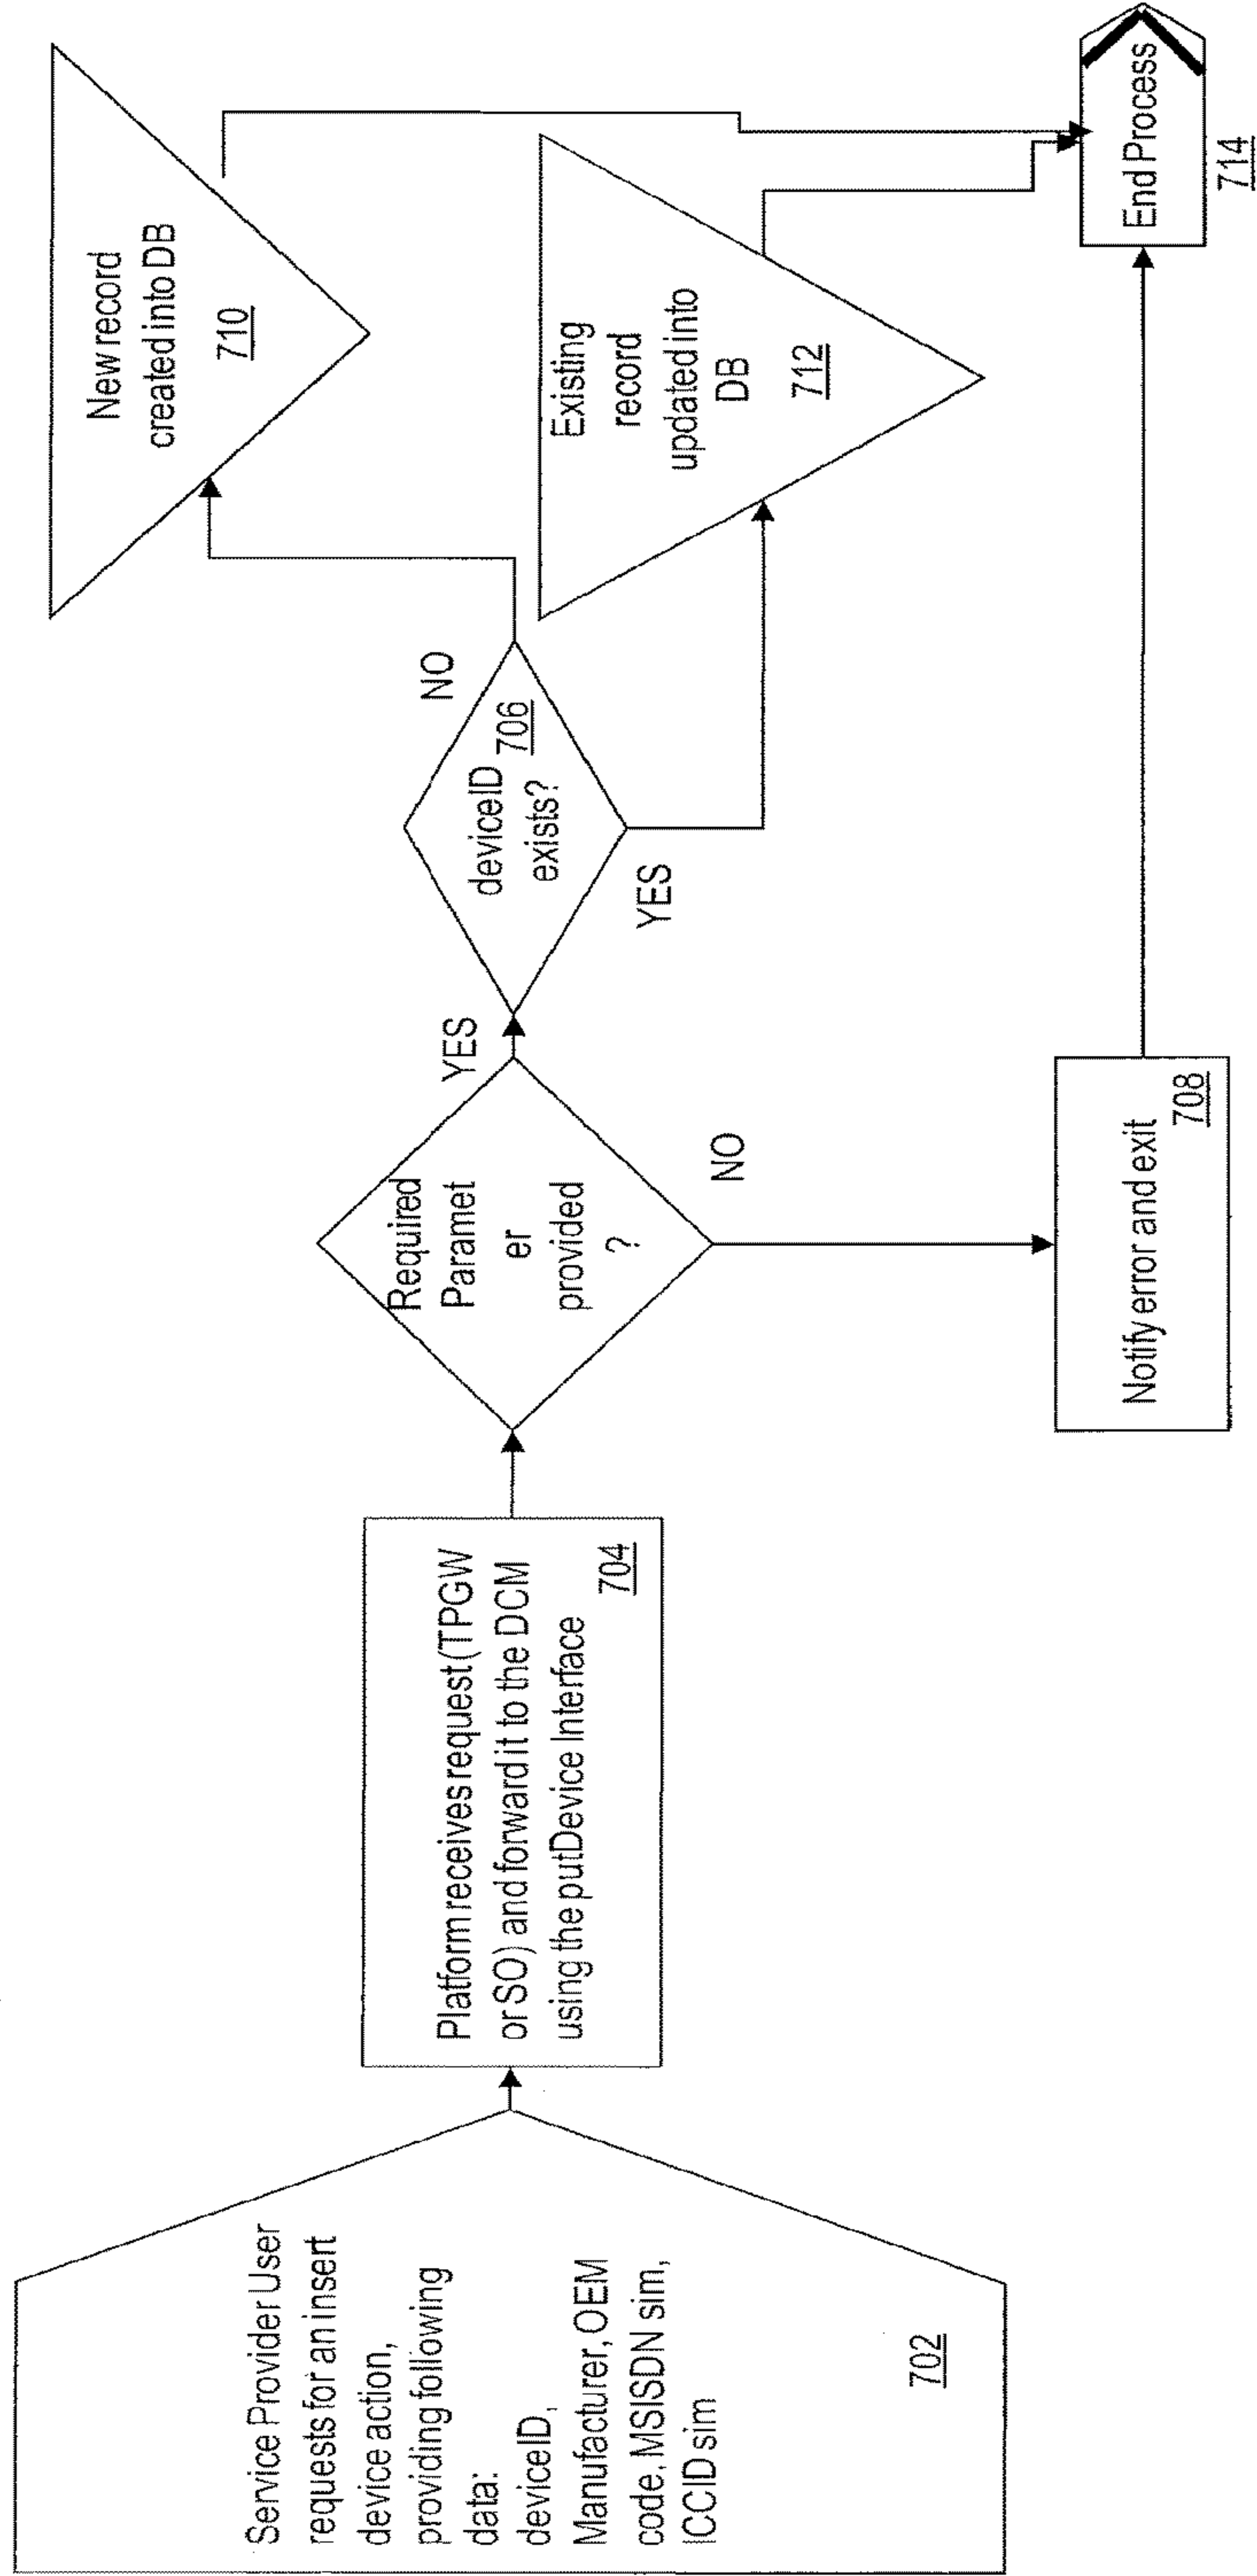 Service Provider User
requests for an insert
device action,
providing following
data:
deviceID,
Manufacturer, OEM
code, MSISDN sim,
ICCID sim
702
Platform receives request (TPGW
or SO) and forward it to the DCM
using the putDevice Interface
704
Required
Paramet
er
provided
?
YES
NO
deviceID
exists?
706
NO
YES
New record
created into DB
710
Existing
record
updated into
DB
712
Notify error and exit
708
End Process
714